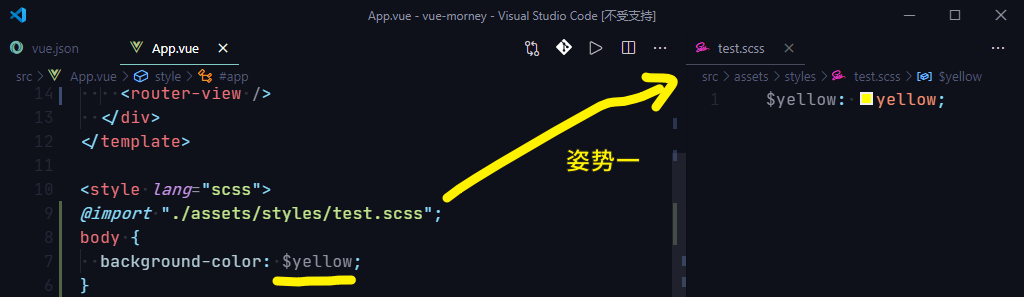 App.vue - vue-morney - Visual Studio Code [不受支持]
vue.json
App.vue
test.scss
src > App.vue > style > #app
src > assets > styles > test.scss > $yellow
14 <router-view />
13 </div>
12 </template>
11
10 <style lang="scss">
9 @import "./assets/styles/test.scss";
8 body {
7 background-color: $yellow;
6 }
1 $yellow: yellow;
姿势一